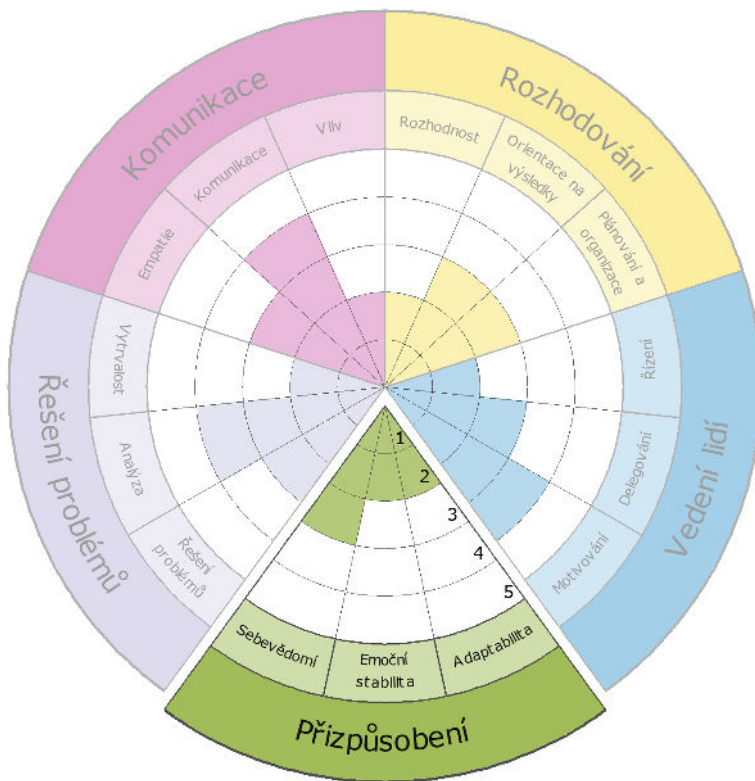 Komunikace
Rozhodování
Vliv
Rozhodnost
Komunikace
Orientace na
výsledky
Empatie
Plánování a
organizace
Vytrvalost
Řízení
Řešení problémů
Vedení lidí
Analýza
Delegování
Řešení
problémů
Motivování
1
2
3
4
5
Sebevědomí
Emoční
stabilita
Adaptabilita
Přizpůsobení